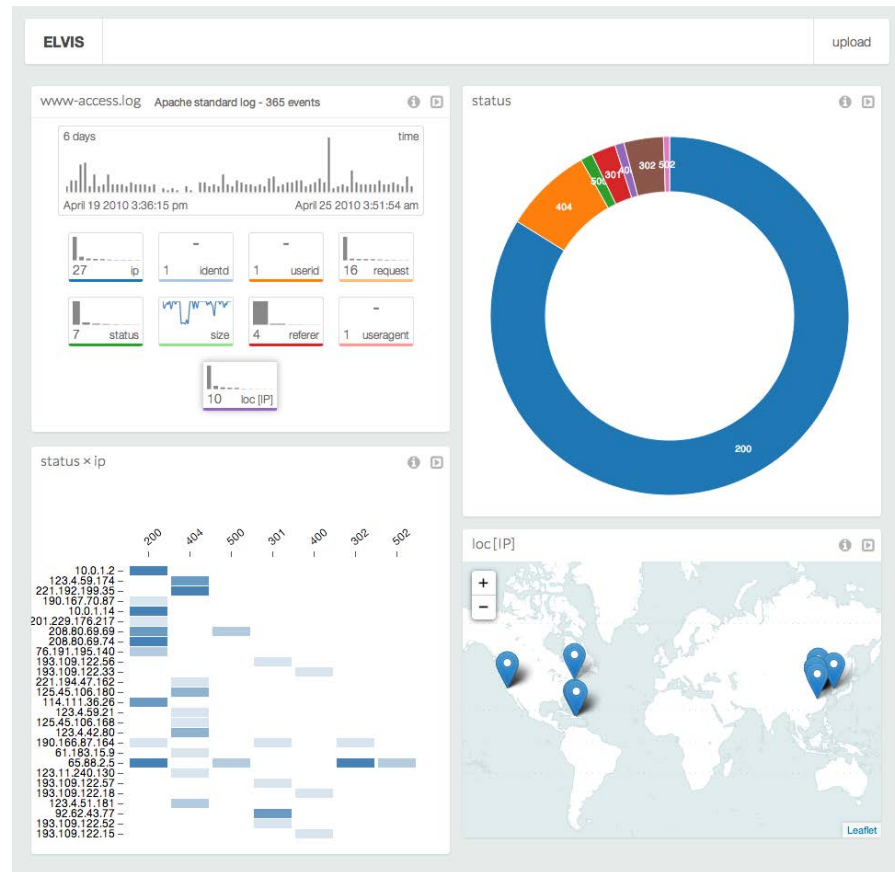 ELVIS
upload
www-access.log Apache standard log - 365 events
6 days time
April 19 2010 3:36:15 pm April 25 2010 3:51:54 am
27 ip
1 identd
1 userid
16 request
7 status
size
4 referer
1 useragent
10 loc [IP]
status
404
301
302
502
200
status × ip
200 404 500 301 400 302 502
10.0.1.2
123.4.59.174
221.192.199.35
190.167.70.87
10.0.1.14
201.229.176.217
208.80.69.69
208.80.69.74
76.191.195.140
193.109.122.56
193.109.122.33
221.194.47.162
125.45.106.180
114.111.36.26
123.4.59.21
125.45.106.168
123.4.42.80
190.166.87.164
61.183.15.9
65.88.2.5
123.11.240.130
193.109.122.57
193.109.122.18
123.4.51.181
92.62.43.77
193.109.122.52
193.109.122.15
loc [IP]
+
−
Leaflet